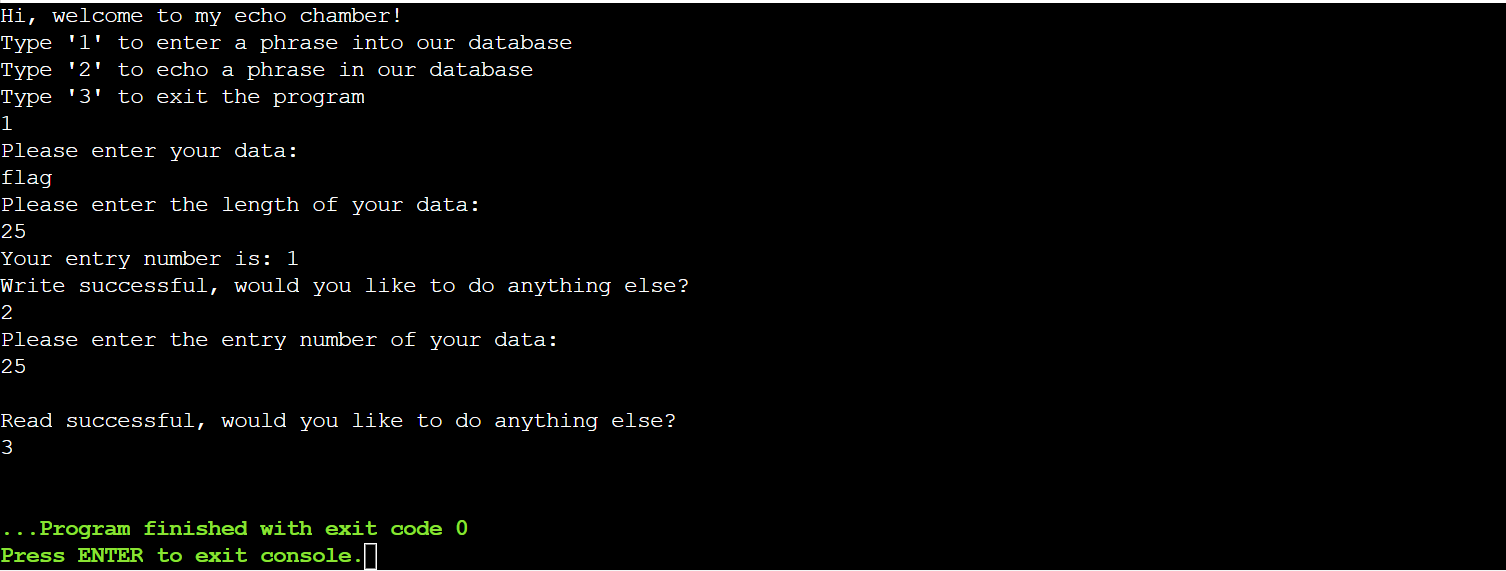 Hi, welcome to my echo chamber!
Type '1' to enter a phrase into our database
Type '2' to echo a phrase in our database
Type '3' to exit the program
1
Please enter your data:
flag
Please enter the length of your data:
25
Your entry number is: 1
Write successful, would you like to do anything else?
2
Please enter the entry number of your data:
25
Read successful, would you like to do anything else?
3
...Program finished with exit code 0
Press ENTER to exit console.